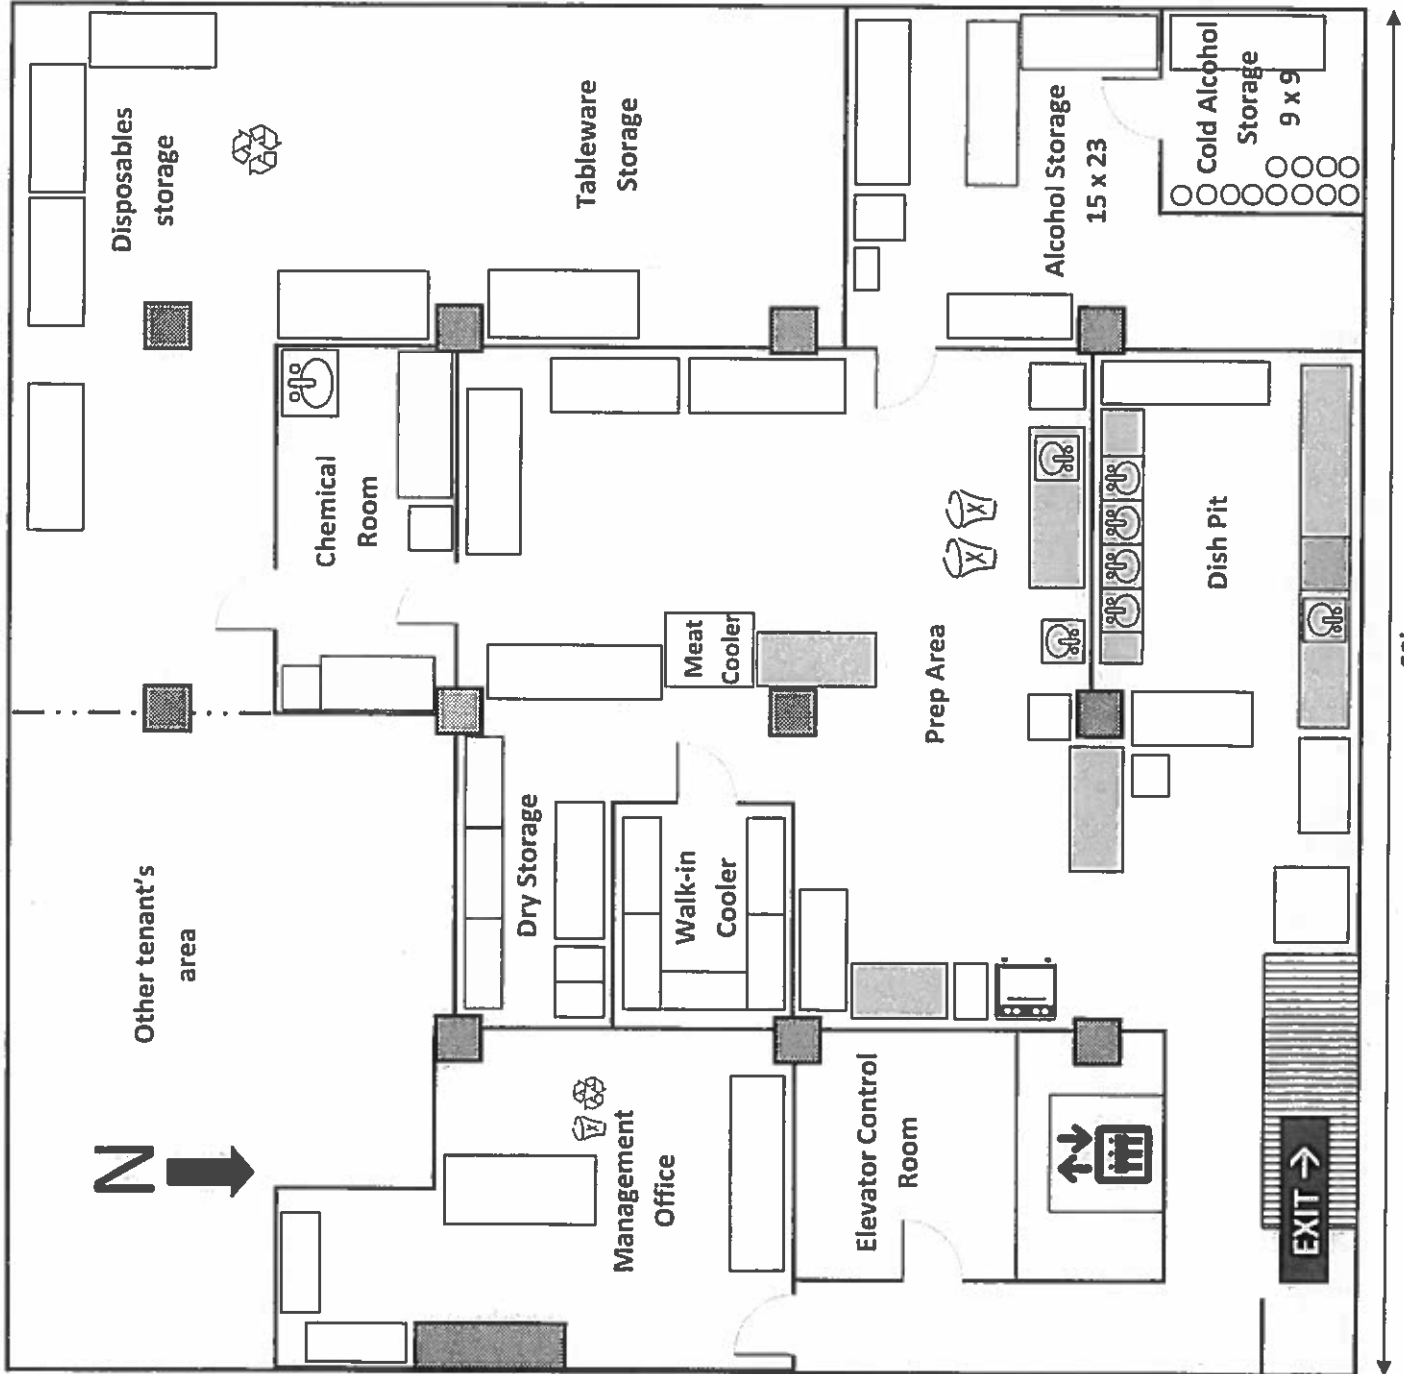 Disposables
storage
Tableware
Storage
Alcohol Storage
15 x 23
Cold Alcohol
Storage
9 x 9
Chemical
Room
Meat
Cooler
Prep Area
Dish Pit
Other tenant's
area
Dry Storage
Walk-in
Cooler
N
Management
Office
Elevator Control
Room
EXIT →